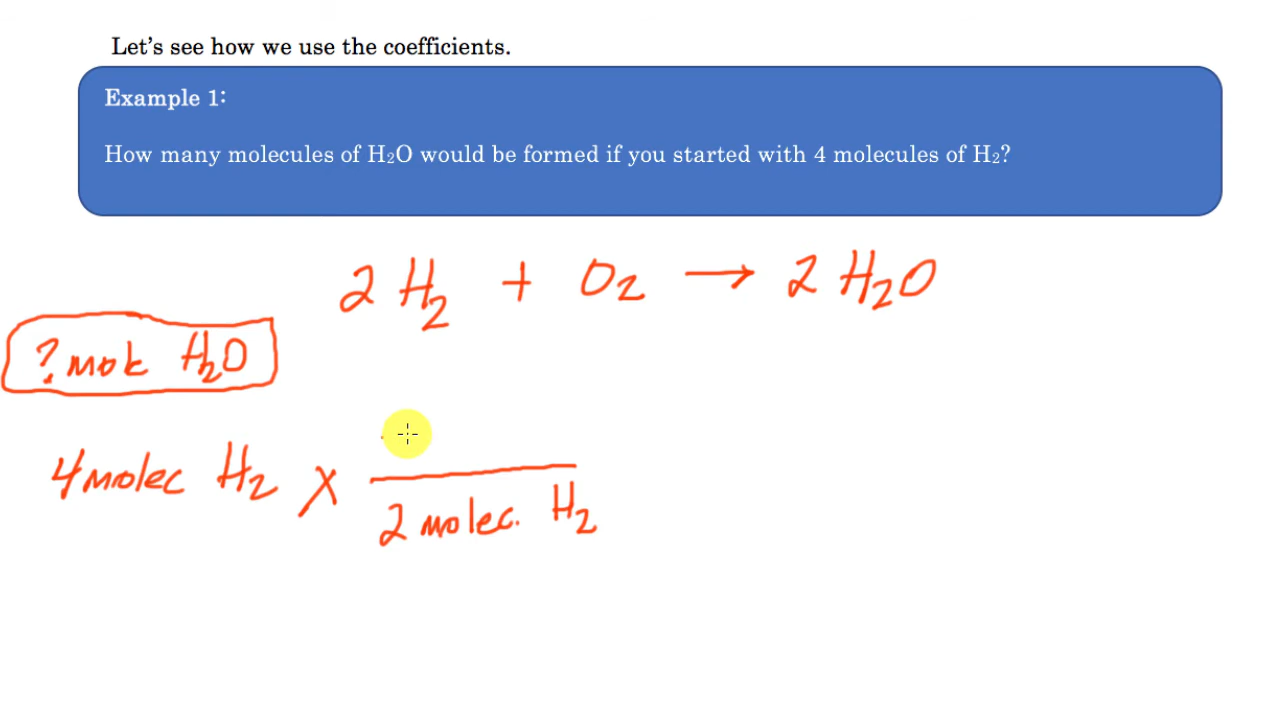 Let's see how we use the coefficients.
Example 1:
How many molecules of H₂O would be formed if you started with 4 molecules of H₂?
2 H₂ + O₂ → 2 H₂O
? H₂O
4 molec H₂ X
2 molec. H₂